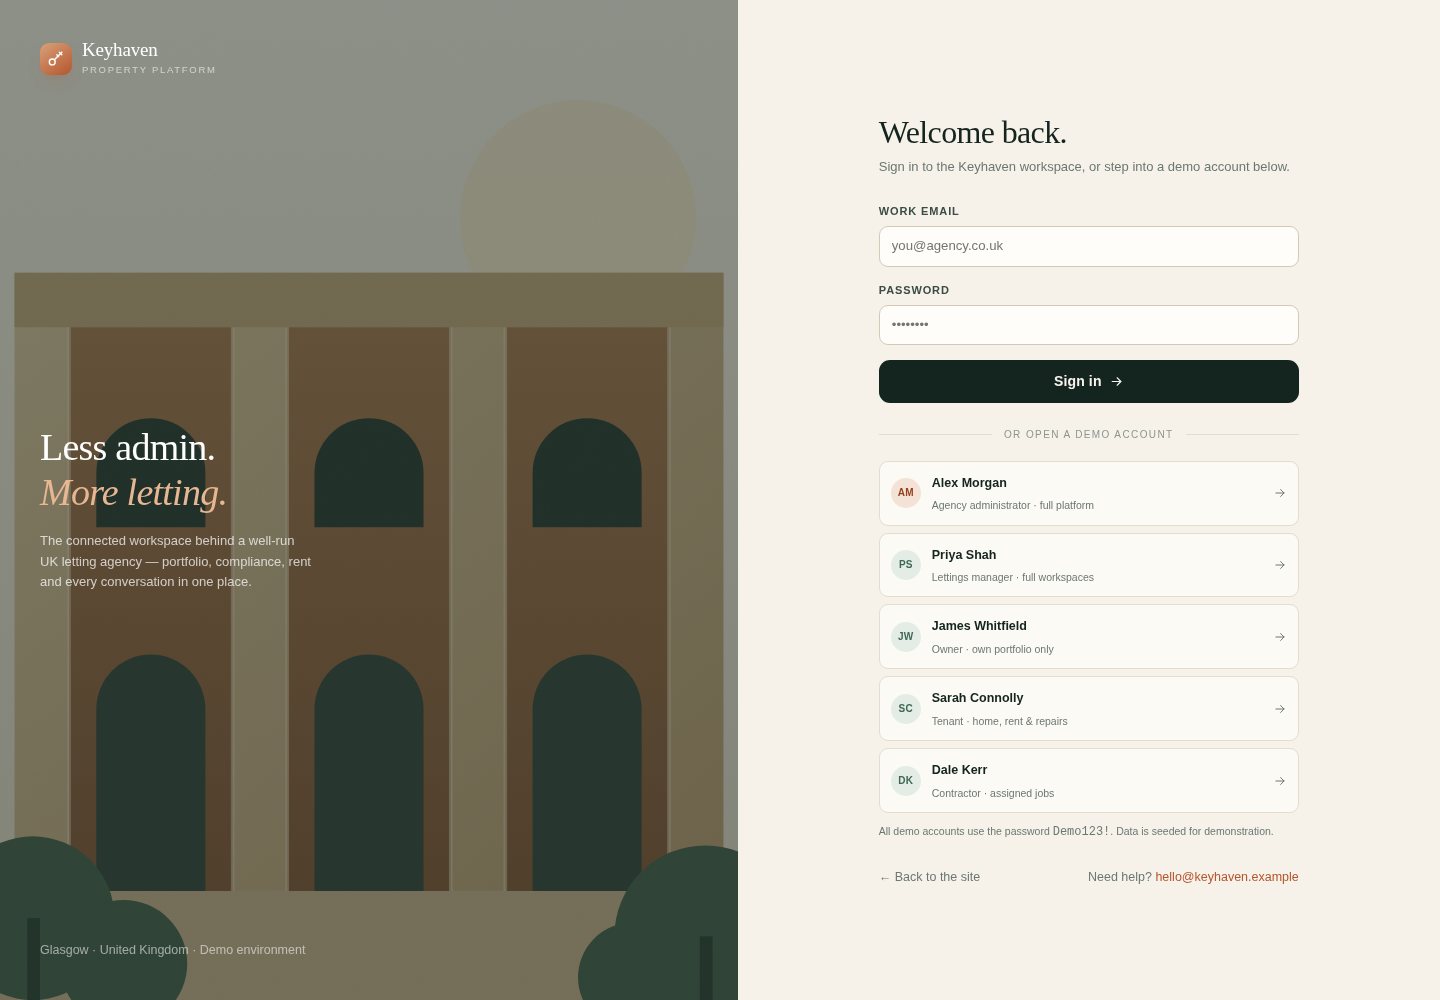 Keyhaven
PROPERTY PLATFORM
Less admin.
More letting.
The connected workspace behind a well-run
UK letting agency — portfolio, compliance, rent
and every conversation in one place.
Glasgow · United Kingdom · Demo environment
Welcome back.
Sign in to the Keyhaven workspace, or step into a demo account below.
WORK EMAIL
you@agency.co.uk
PASSWORD
••••••••
Sign in →
OR OPEN A DEMO ACCOUNT
AM
Alex Morgan
Agency administrator · full platform
→
PS
Priya Shah
Lettings manager · full workspaces
→
JW
James Whitfield
Owner · own portfolio only
→
SC
Sarah Connolly
Tenant · home, rent & repairs
→
DK
Dale Kerr
Contractor · assigned jobs
→
All demo accounts use the password Demo123!. Data is seeded for demonstration.
← Back to the site
Need help? hello@keyhaven.example